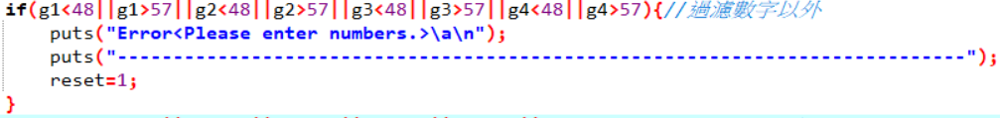 if(g1<48||g1>57||g2<48||g2>57||g3<48||g3>57||g4<48||g4>57){//過濾數字以外
puts("Error<Please enter numbers.>\a\n");
puts("----------------------------------------------------------------------------");
reset=1;
}